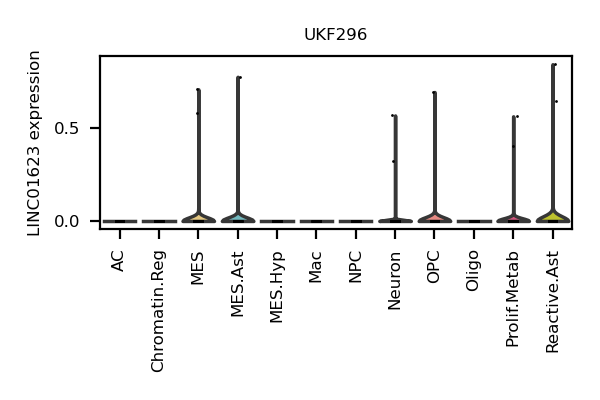 UKF296
LINC01623 expression
0.5
0.0
AC
Chromatin.Reg
MES
MES.Ast
MES.Hyp
Mac
NPC
Neuron
OPC
Oligo
Prolif.Metab
Reactive.Ast